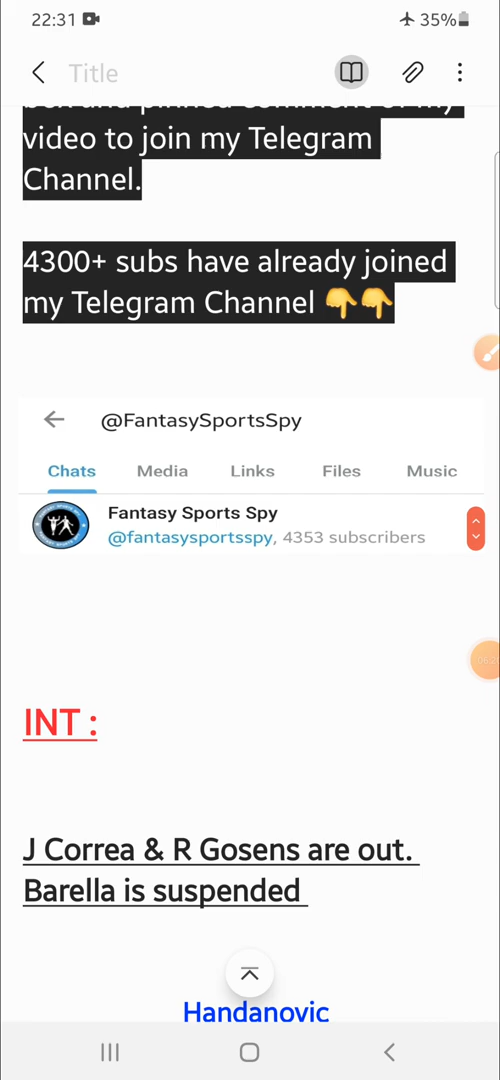 22:31
35%
Title
video to join my Telegram
Channel.
4300+ subs have already joined
my Telegram Channel 👇👇
@FantasySportsSpy
Chats Media Links Files Music
Fantasy Sports Spy
@fantasysportsspy, 4353 subscribers
INT :
J Correa & R Gosens are out.
Barella is suspended
Handanovic